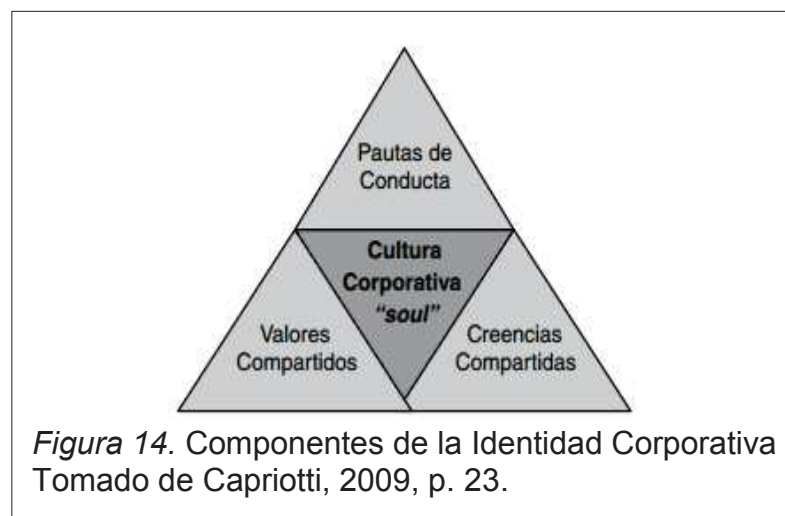 Pautas de
Conducta
Cultura
Corporativa
"soul"
Valores
Compartidos
Creencias
Compartidas
Figura 14. Componentes de la Identidad Corporativa
Tomado de Capriotti, 2009, p. 23.